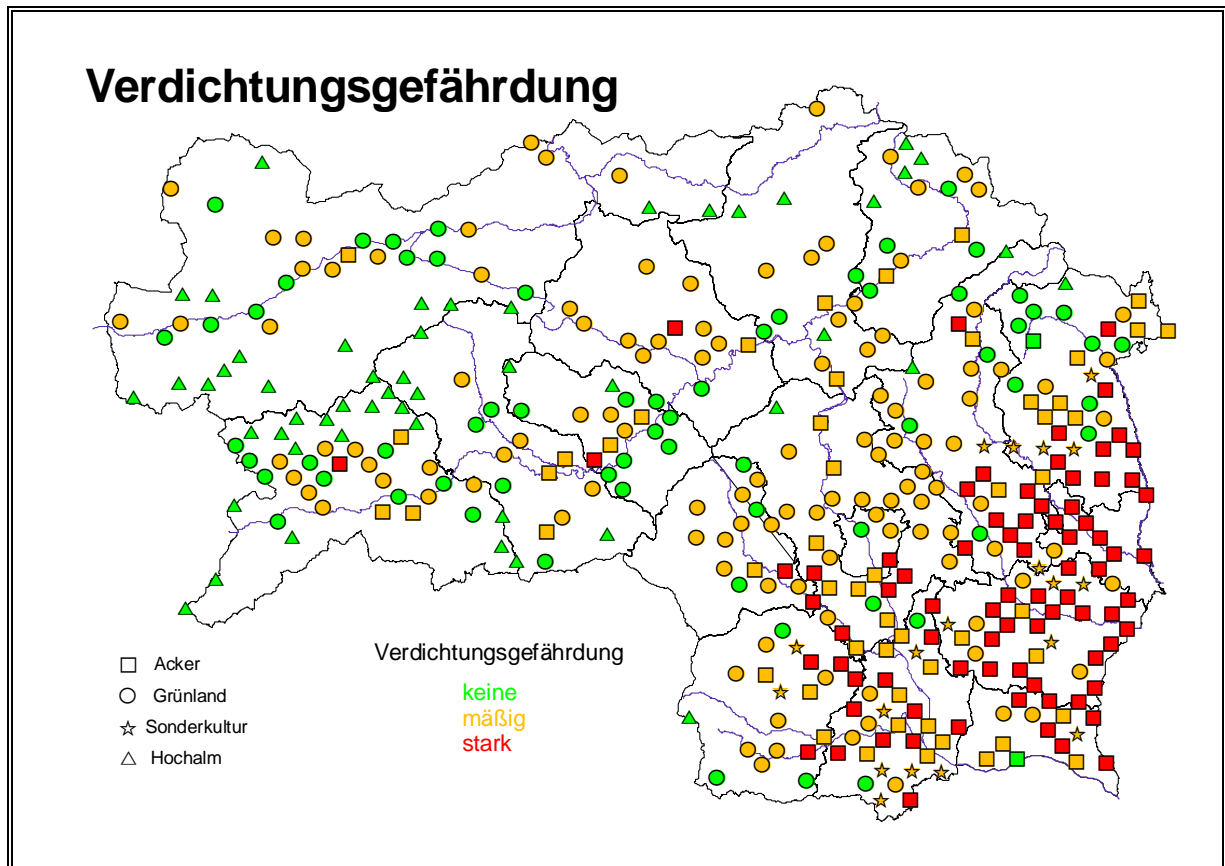 Verdichtungsgefährdung
Acker
Grünland
Sonderkultur
Hochalm
Verdichtungsgefährdung
keine
mäßig
stark